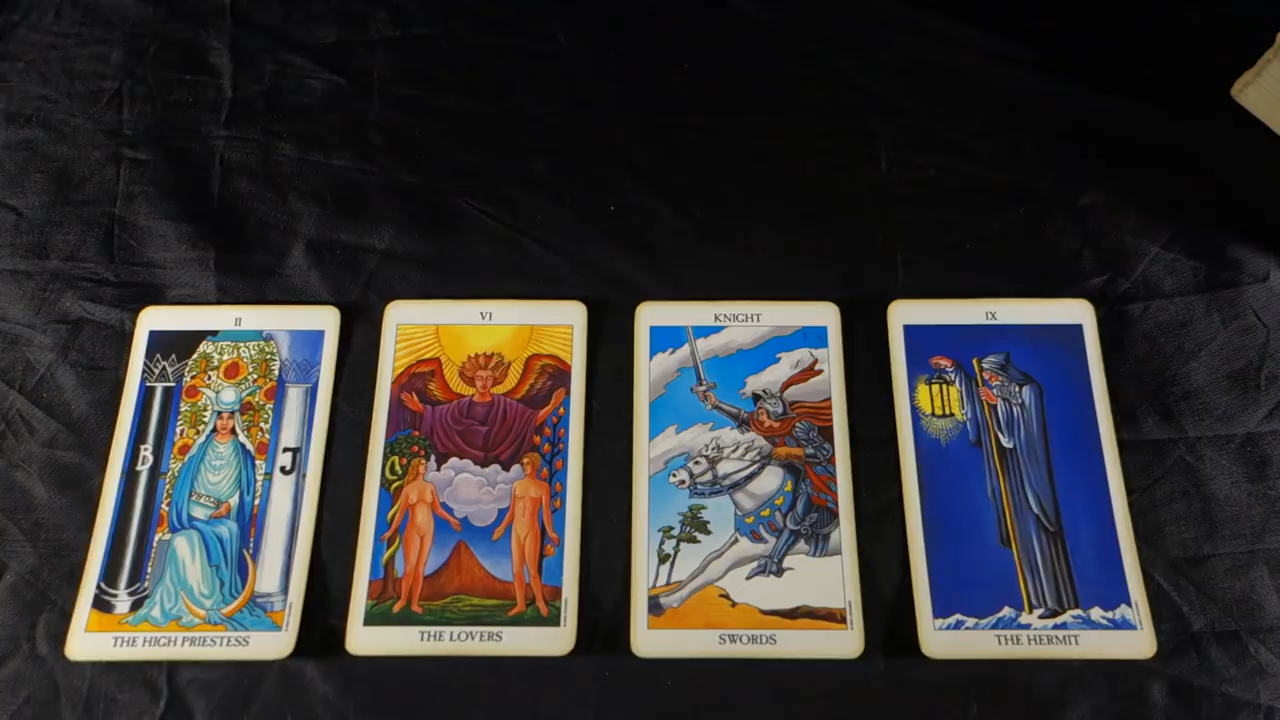 II
B
J
THE HIGH PRIESTESS
VI
THE LOVERS
KNIGHT
SWORDS
IX
THE HERMIT